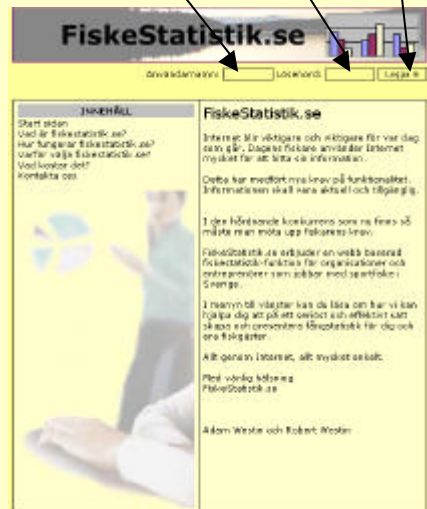 FiskeStatistik.se
Användarnamn: Lösenord: Logga in
INNEHÅLL
Start sidan
Vad är fiskestatistik.se?
Hur fungerar fiskestatistik.se?
Varför välja fiskestatistik.se?
Vad kostar det?
Kontakta oss
FiskeStatistik.se
Internet blir viktigare och viktigare för var dag
som går. Dagens fiskare använder Internet
mycket för att hitta sin information.
Detta har medfört nya krav på funktionalitet.
Informationen skall vara aktuell och tillgänglig.
I den hårdnande konkurrens som nu finns så
måste man möta upp fiskarens krav.
FiskeStatistik.se erbjuder en webb baserad
fiskestatistik-funktion för organisationer och
entreprenörer som jobbar med sportfiske i
Sverige.
I menyn till vänster kan du läsa om hur vi kan
hjälpa dig att på ett seriöst och effektivt sätt
skapa och presentera fångststatistik för dig och
era fiskgäster.
Allt genom Internet, allt mycket enkelt.
Med vänlig hälsning
FiskeStatistik.se
Adam Westin och Robert Westin